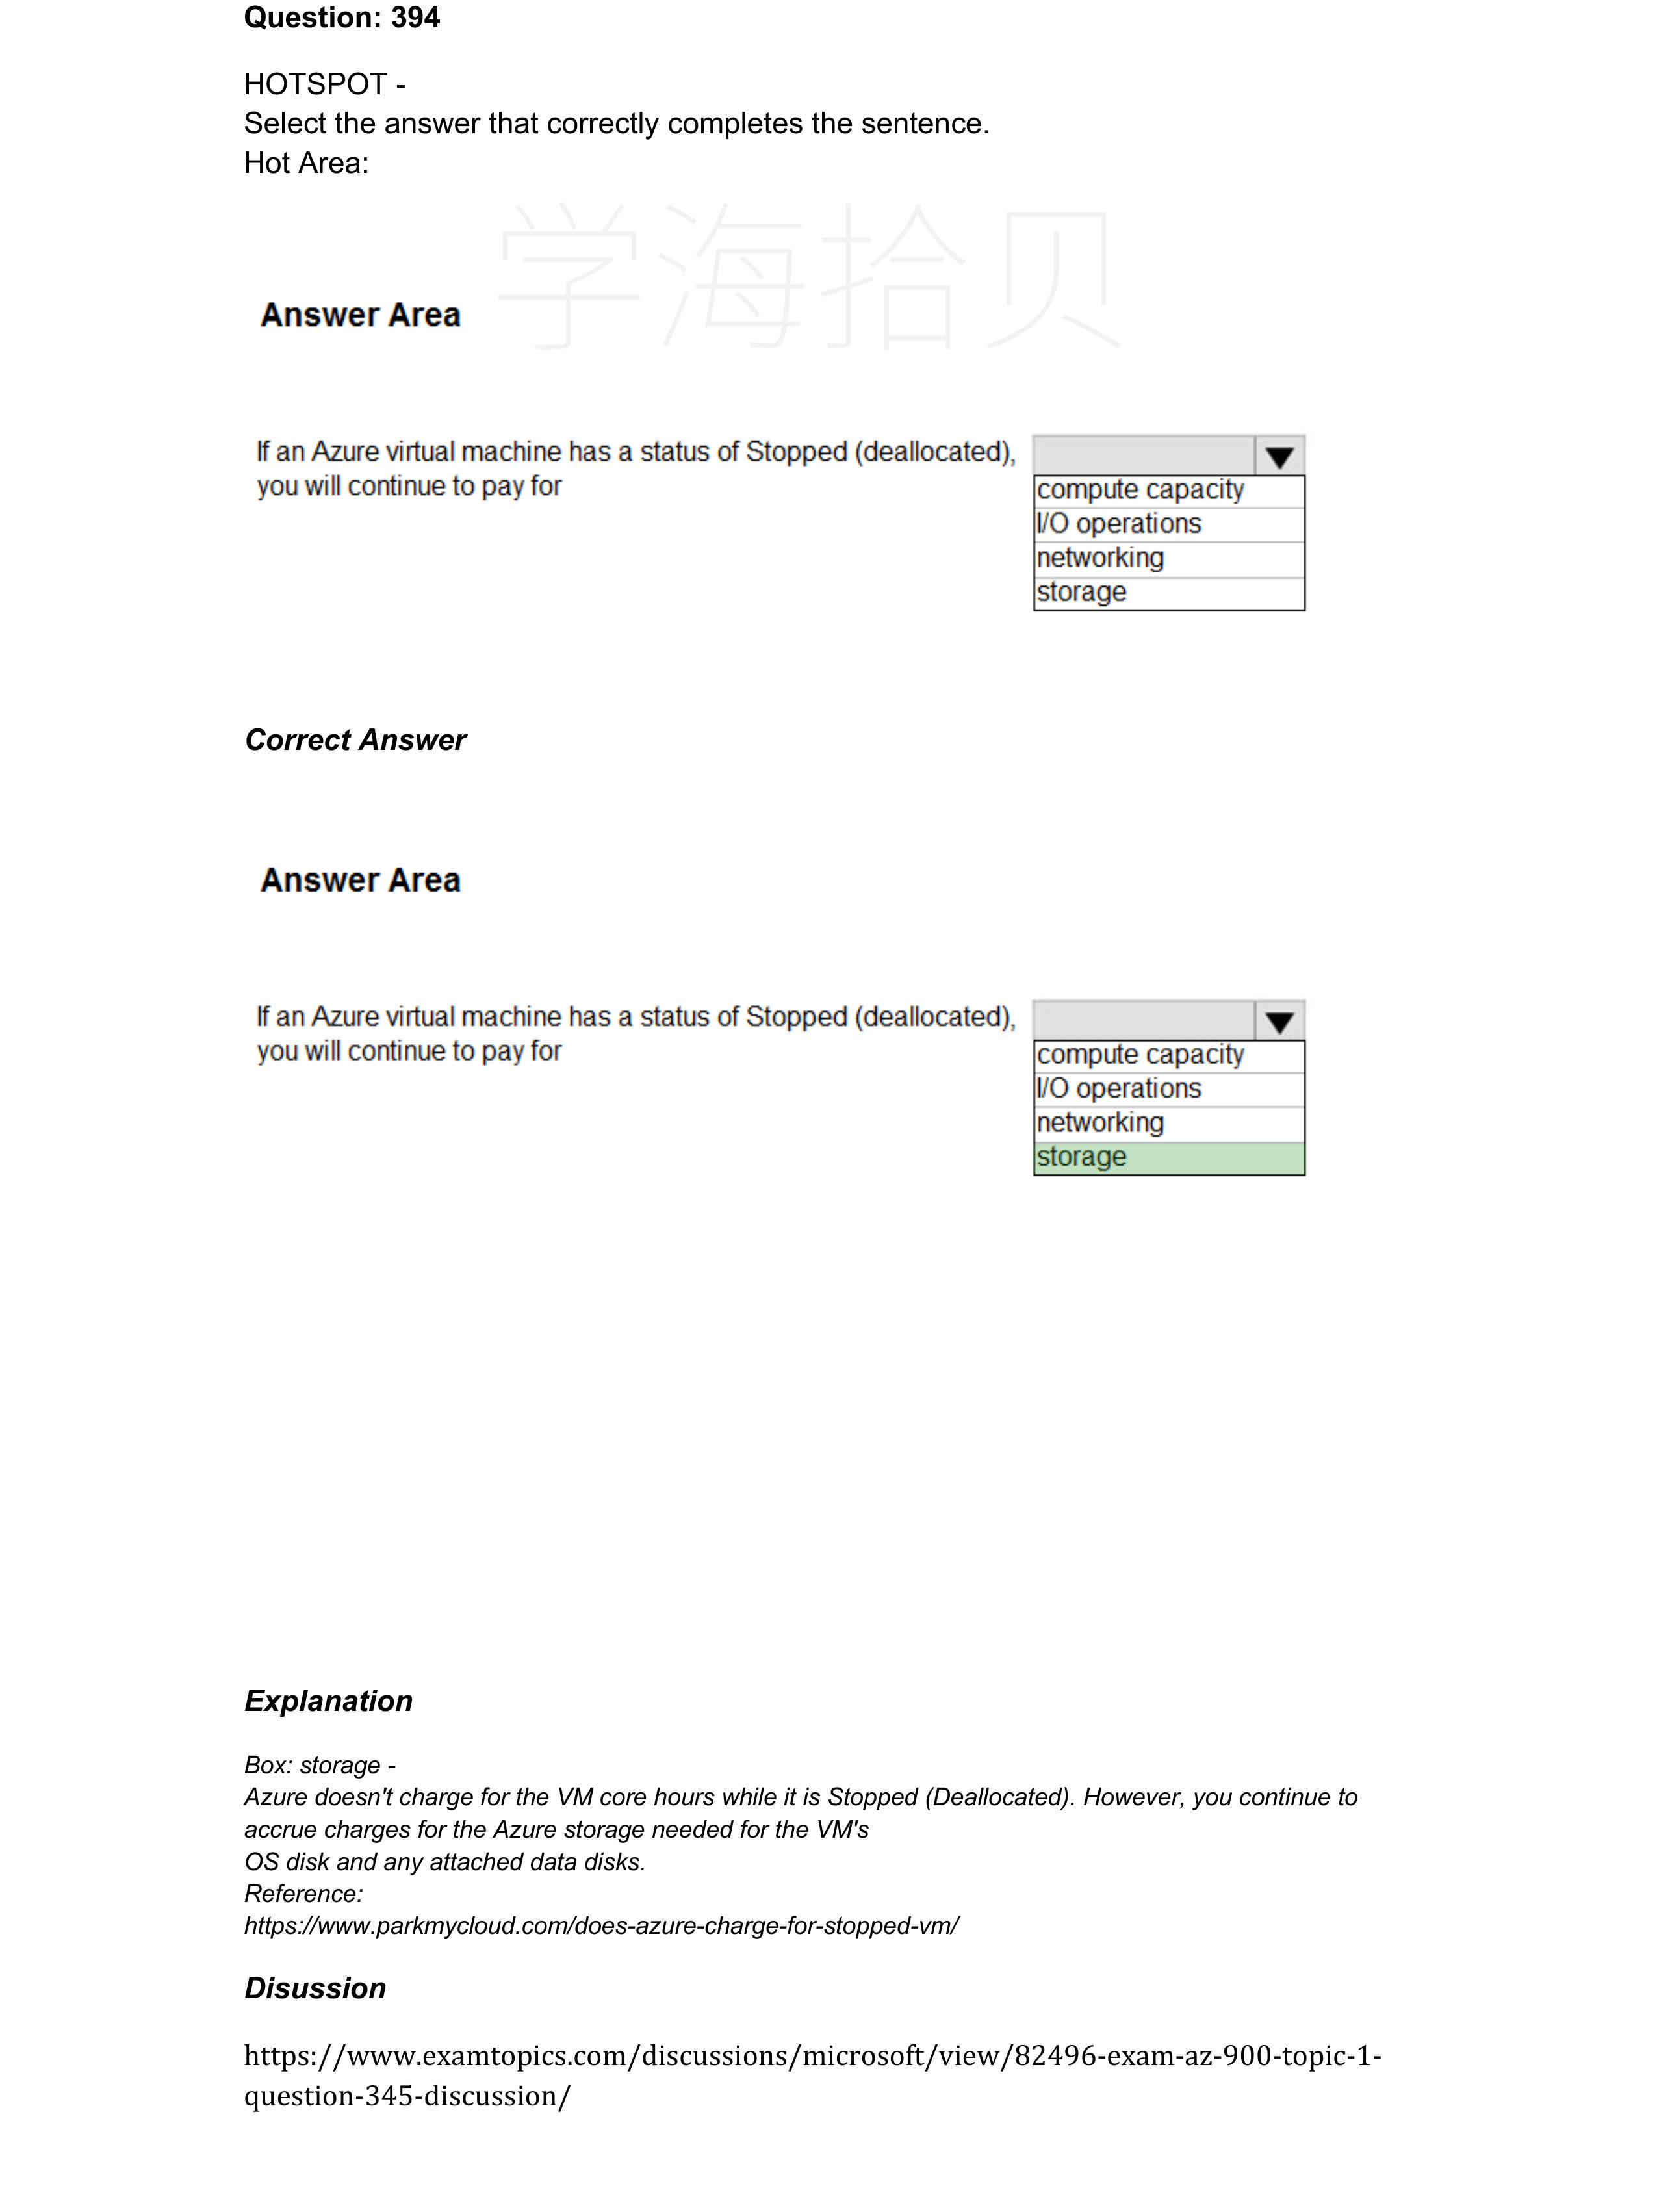 Question: 394
HOTSPOT -
Select the answer that correctly completes the sentence.
Hot Area:
学海拾贝
Answer Area
If an Azure virtual machine has a status of Stopped (deallocated),
you will continue to pay for
compute capacity
I/O operations
networking
storage
Correct Answer
Answer Area
If an Azure virtual machine has a status of Stopped (deallocated),
you will continue to pay for
compute capacity
I/O operations
networking
storage
Explanation
Box: storage -
Azure doesn't charge for the VM core hours while it is Stopped (Deallocated). However, you continue to
accrue charges for the Azure storage needed for the VM's
OS disk and any attached data disks.
Reference:
https://www.parkmycloud.com/does-azure-charge-for-stopped-vm/
Disussion
https://www.examtopics.com/discussions/microsoft/view/82496-exam-az-900-topic-1-
question-345-discussion/